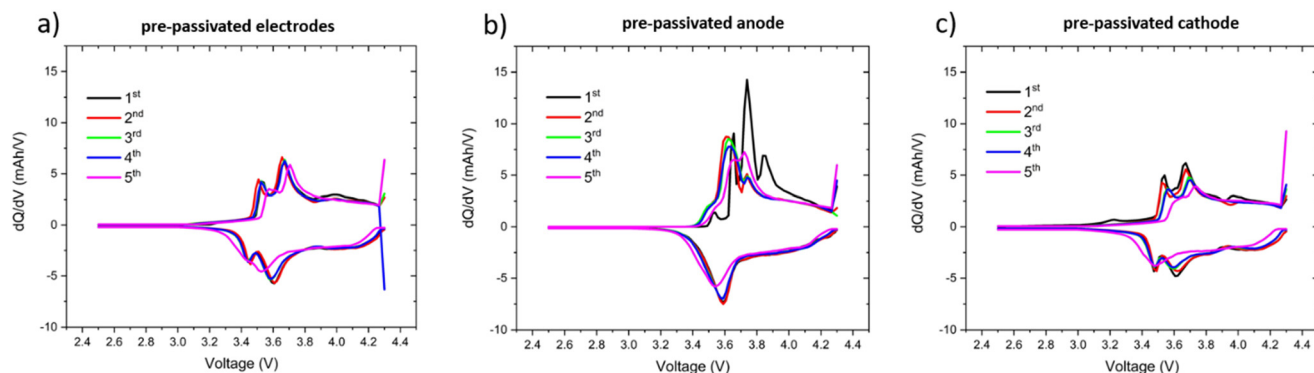 a)
pre-passivated electrodes
dQ/dV (mAh/V)
15
10
5
0
-5
-10
1st
2nd
3rd
4th
5th
2.4 2.6 2.8 3.0 3.2 3.4 3.6 3.8 4.0 4.2 4.4
Voltage (V)
b)
pre-passivated anode
dQ/dV (mAh/V)
15
10
5
0
-5
-10
1st
2nd
3rd
4th
5th
2.4 2.6 2.8 3.0 3.2 3.4 3.6 3.8 4.0 4.2 4.4
Voltage (V)
c)
pre-passivated cathode
dQ/dV (mAh/V)
15
10
5
0
-5
-10
1st
2nd
3rd
4th
5th
2.4 2.6 2.8 3.0 3.2 3.4 3.6 3.8 4.0 4.2 4.4
Voltage (V)